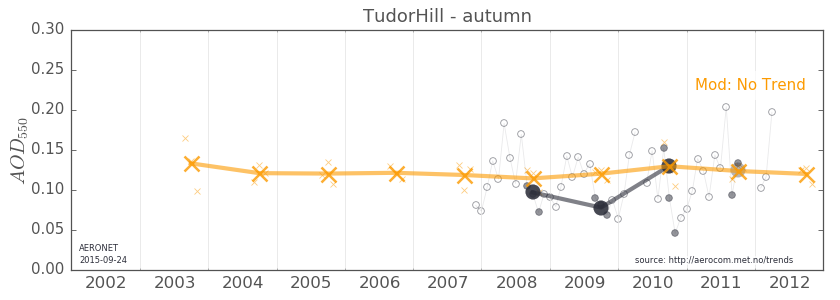 TudorHill - autumn
0.30
0.25
0.20
0.15
0.10
0.05
0.00
AOD550
Mod: No Trend
AERONET
2015-09-24
source: http://aerocom.met.no/trends
2002 2003 2004 2005 2006 2007 2008 2009 2010 2011 2012